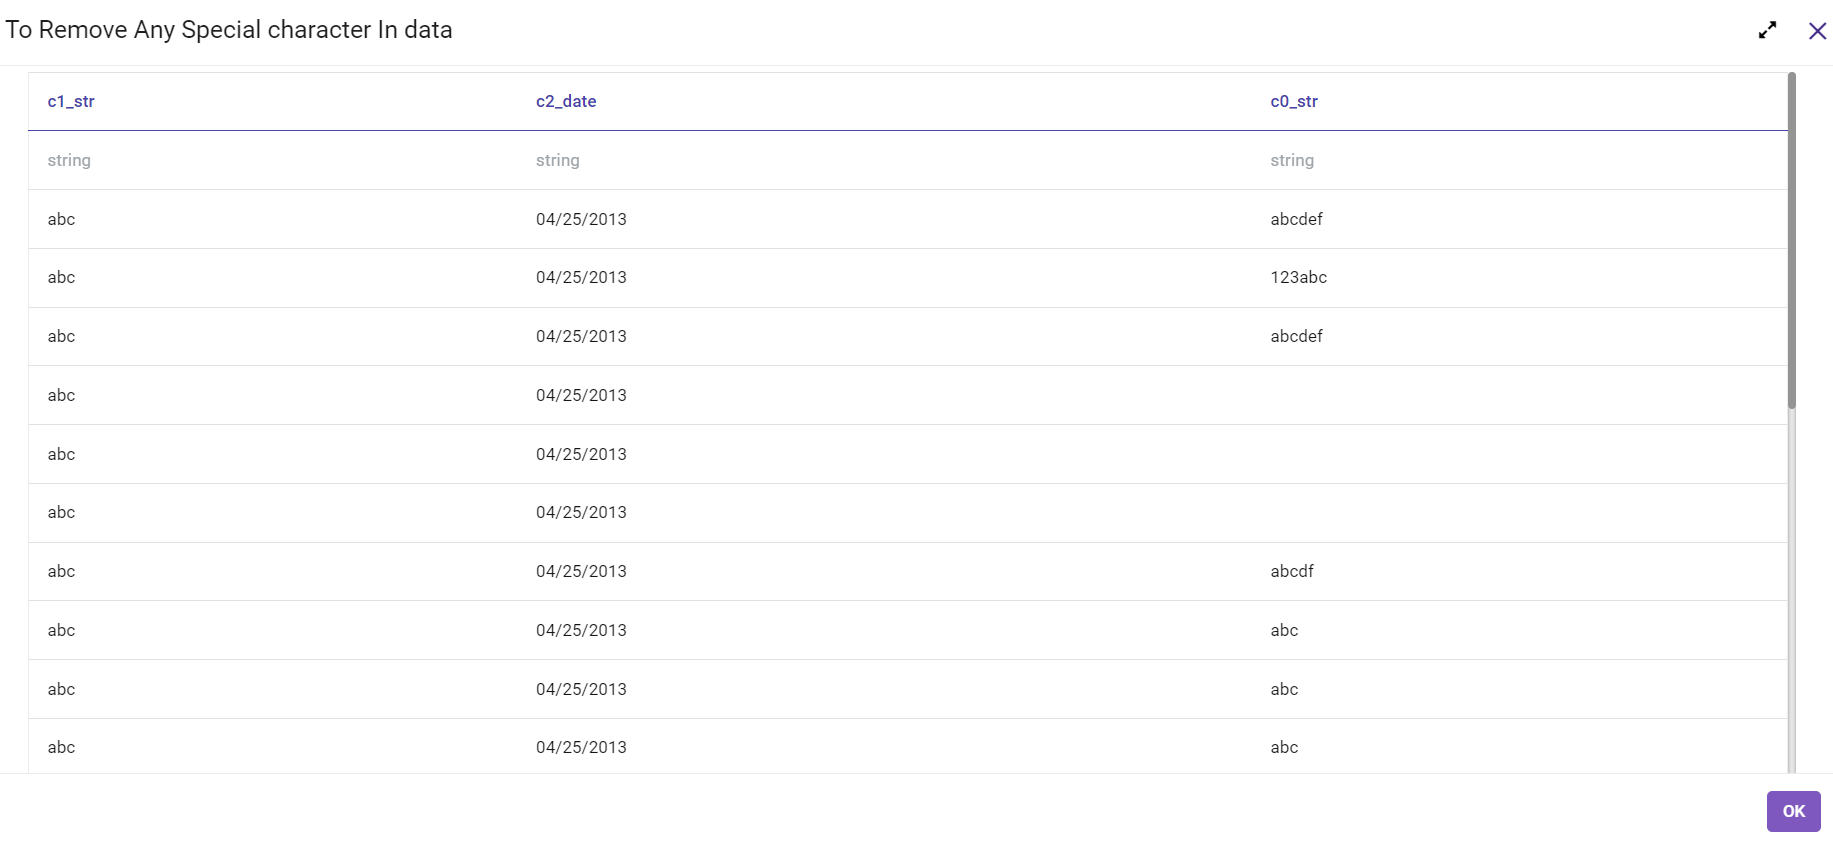 To Remove Any Special character In data
c1_str c2_date c0_str
string string string
abc 04/25/2013 abcdef
abc 04/25/2013 123abc
abc 04/25/2013 abcdef
abc 04/25/2013
abc 04/25/2013
abc 04/25/2013
abc 04/25/2013 abcdf
abc 04/25/2013 abc
abc 04/25/2013 abc
abc 04/25/2013 abc
OK